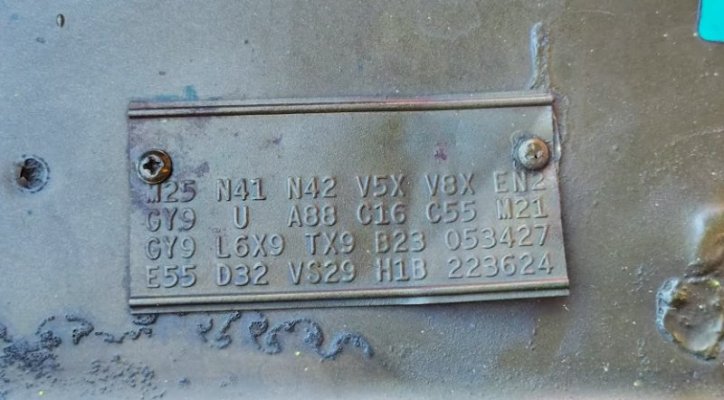 M25 N41 N42 V5X V8X EN2
GY9 U A88 C16 C55 M21
GY9 L6X9 TX9 B23 053427
E55 D32 VS29 H1B 223624